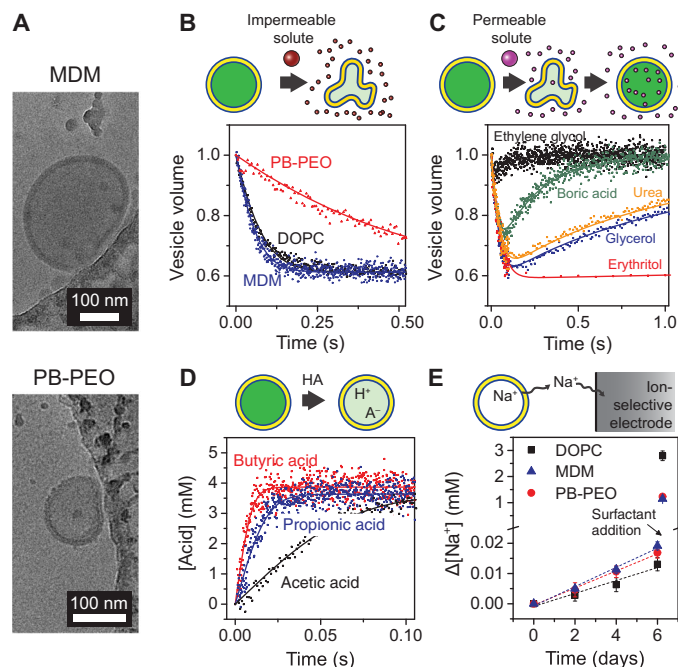 A
MDM
100 nm
PB-PEO
100 nm
B
Impermeable
solute
Vesicle volume
1.0
0.8
0.6
PB-PEO
DOPC
MDM
0.00
0.25
0.50
Time (s)
C
Permeable
solute
Vesicle volume
1.0
0.8
0.6
Ethylene glycol
Boric acid
Urea
Glycerol
Erythritol
0.0
0.5
1.0
Time (s)
D
HA
H⁺
A⁻
[Acid] (mM)
6
5
4
3
2
1
0
Butyric acid
Propionic acid
Acetic acid
0.00
0.05
0.10
Time (s)
E
Na⁺
Na⁺
Ion-
selective
electrode
Δ[Na⁺] (mM)
3
2
1
0.02
0.01
0.00
DOPC
MDM
PB-PEO
Surfactant
addition
0
2
4
6
Time (days)